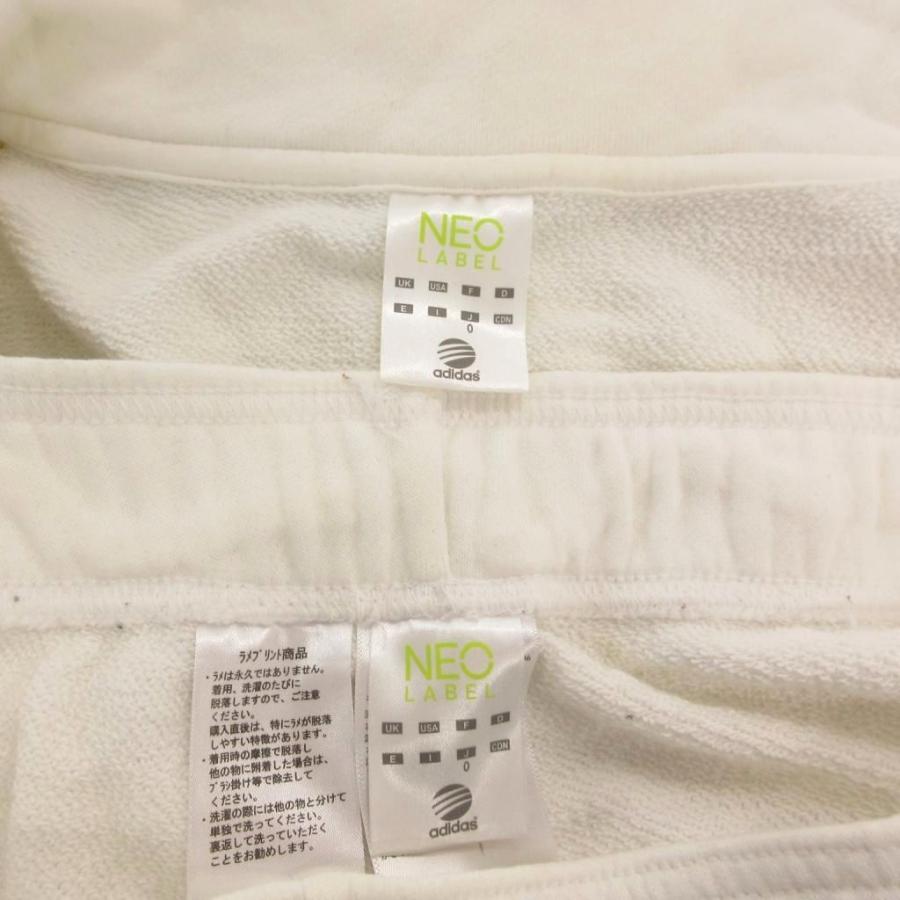 NEO
LABEL
UK USA F D
E I J CDN
O
adidas
ﾗﾒﾌﾟﾘﾝﾄ商品
・ﾗﾒは永久ではありません。
着用、洗濯のたびに
脱落しますので、ご注意
ください。
購入直後は、特にﾗﾒが脱落
しやすい特徴があります。
・着用時の摩擦で脱落し
他の物に附着した場合は、
ﾌﾞﾗｼ掛け等で除去して
ください。
・洗濯の際には他の物と分けて
単独で洗ってください。
裏返して洗っていただく
ことをお勧めします。
NEO
LABEL
UK USA F D
E I J CDN
O
adidas